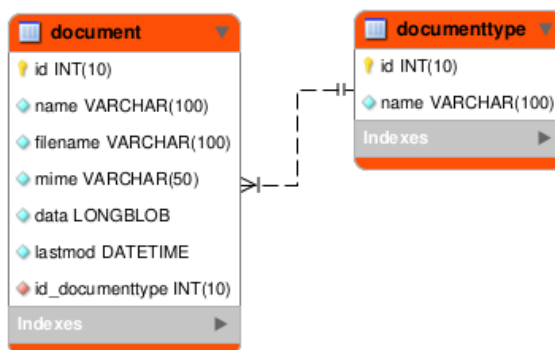 document
id INT(10)
name VARCHAR(100)
filename VARCHAR(100)
mime VARCHAR(50)
data LONGBLOB
lastmod DATETIME
id_documenttype INT(10)
Indexes
documenttype
id INT(10)
name VARCHAR(100)
Indexes